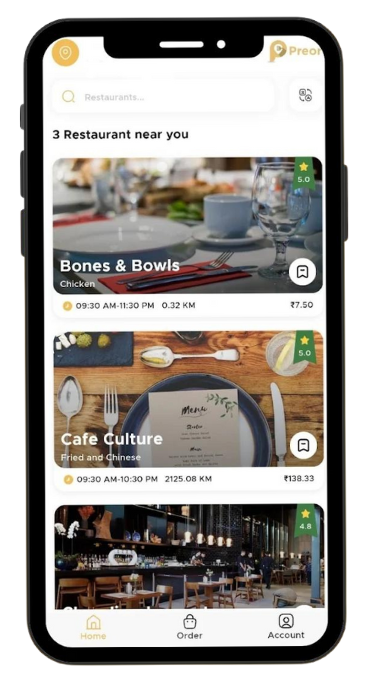 Preor
Restaurants...
3 Restaurant near you
5.0
Bones & Bowls
Chicken
09:30 AM-11:30 PM 0.32 KM ₹7.50
5.0
Menu
Cafe Culture
Fried and Chinese
09:30 AM-10:30 PM 2125.08 KM ₹138.33
4.8
Home
Order
Account